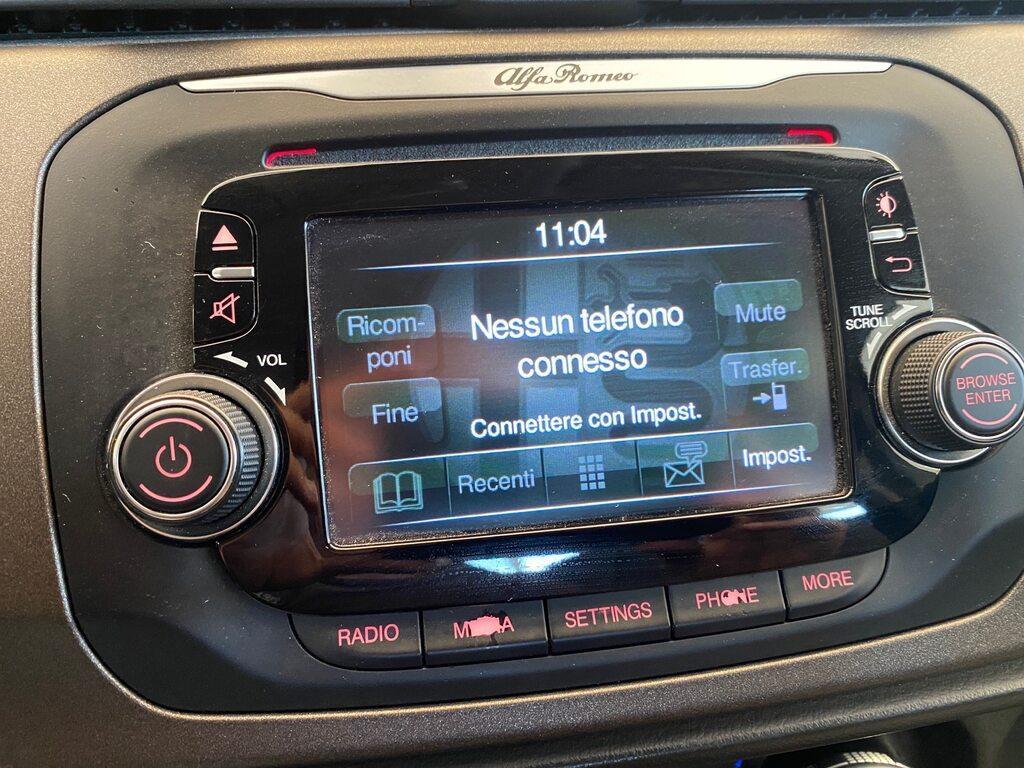 Alfa Romeo
11:04
Ricom-
poni
Nessun telefono
connesso
Mute
Fine
Trasfer.
Connettere con Impost.
Recenti
Impost.
VOL
TUNE
SCROLL
BROWSE
ENTER
RADIO
SETTINGS
PHONE
MORE